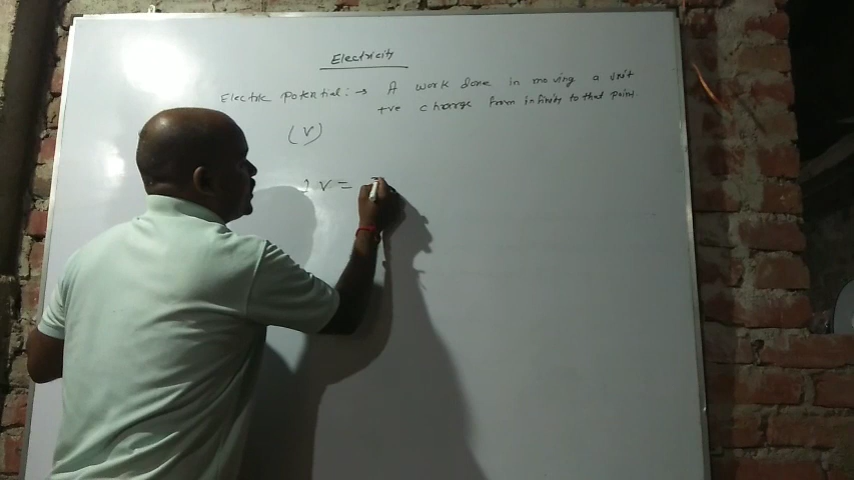 Electricity
Electric Potential:→ A work done in moving a unit
+ve charge from infinity to that point
(V)
1 V =